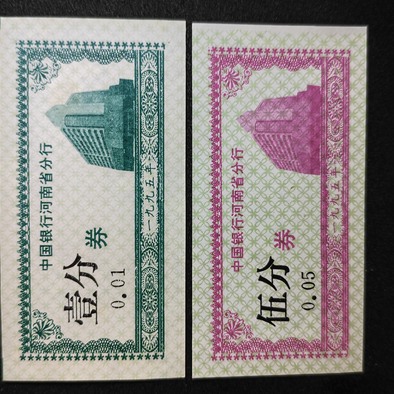 中国银行河南省分行
壹分券
0.01
一九九五年
中国银行河南省分行
伍分券
0.05
一九九五年